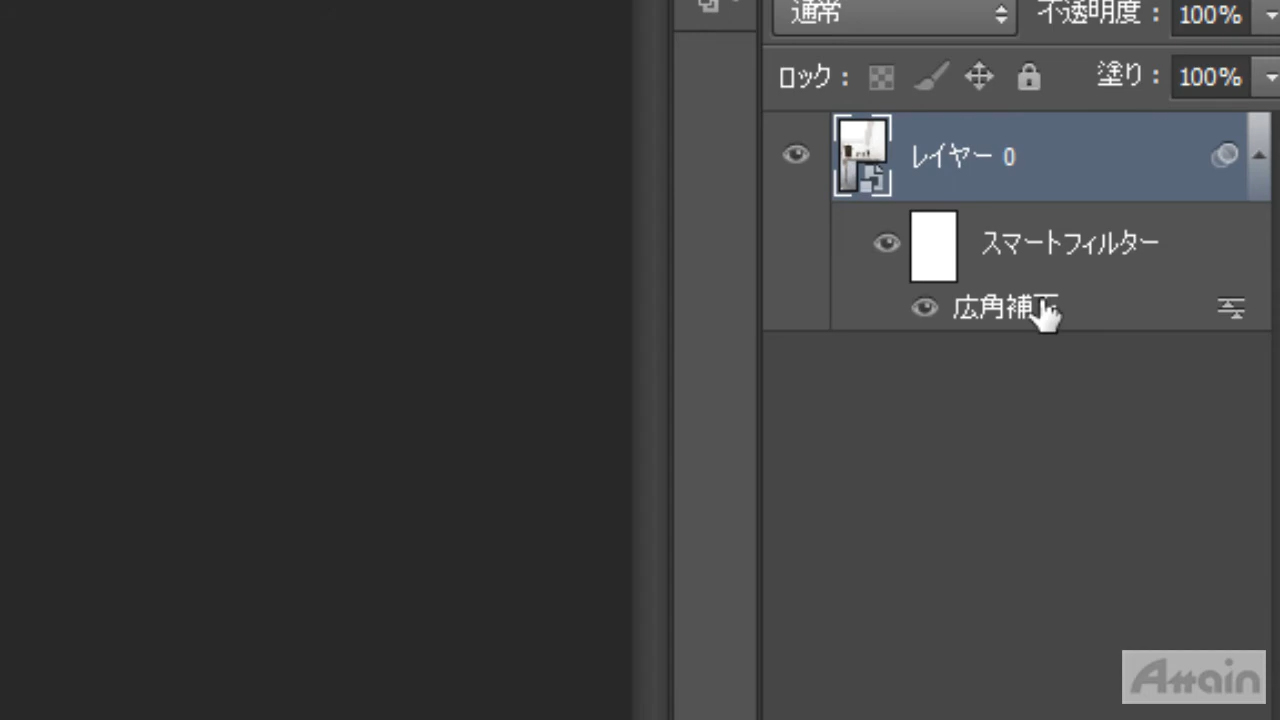 通常 不透明度： 100%
ロック： 塗り： 100%
レイヤー 0
スマートフィルター
広角補正
Attain